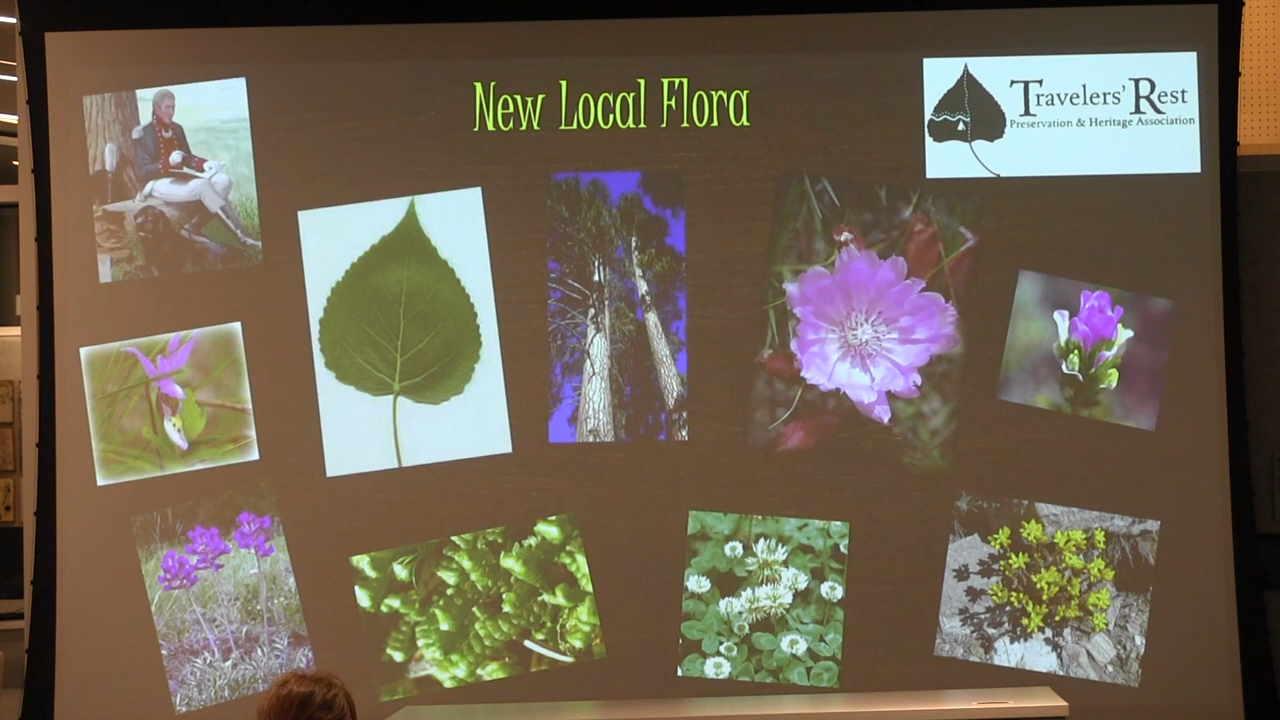 New Local Flora
Travelers' Rest
Preservation & Heritage Association